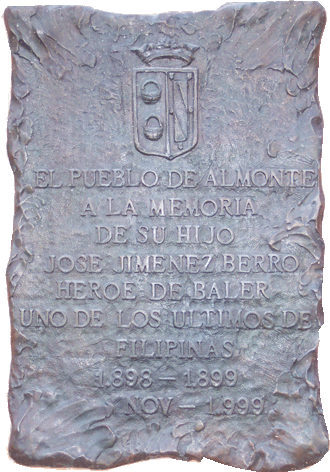 EL PUEBLO DE ALMONTE
A LA MEMORIA
DE SU HIJO
JOSE JIMENEZ BERRO
HEROE DE BALER
UNO DE LOS ULTIMOS DE
FILIPINAS
1898 - 1899
NOV - 1999